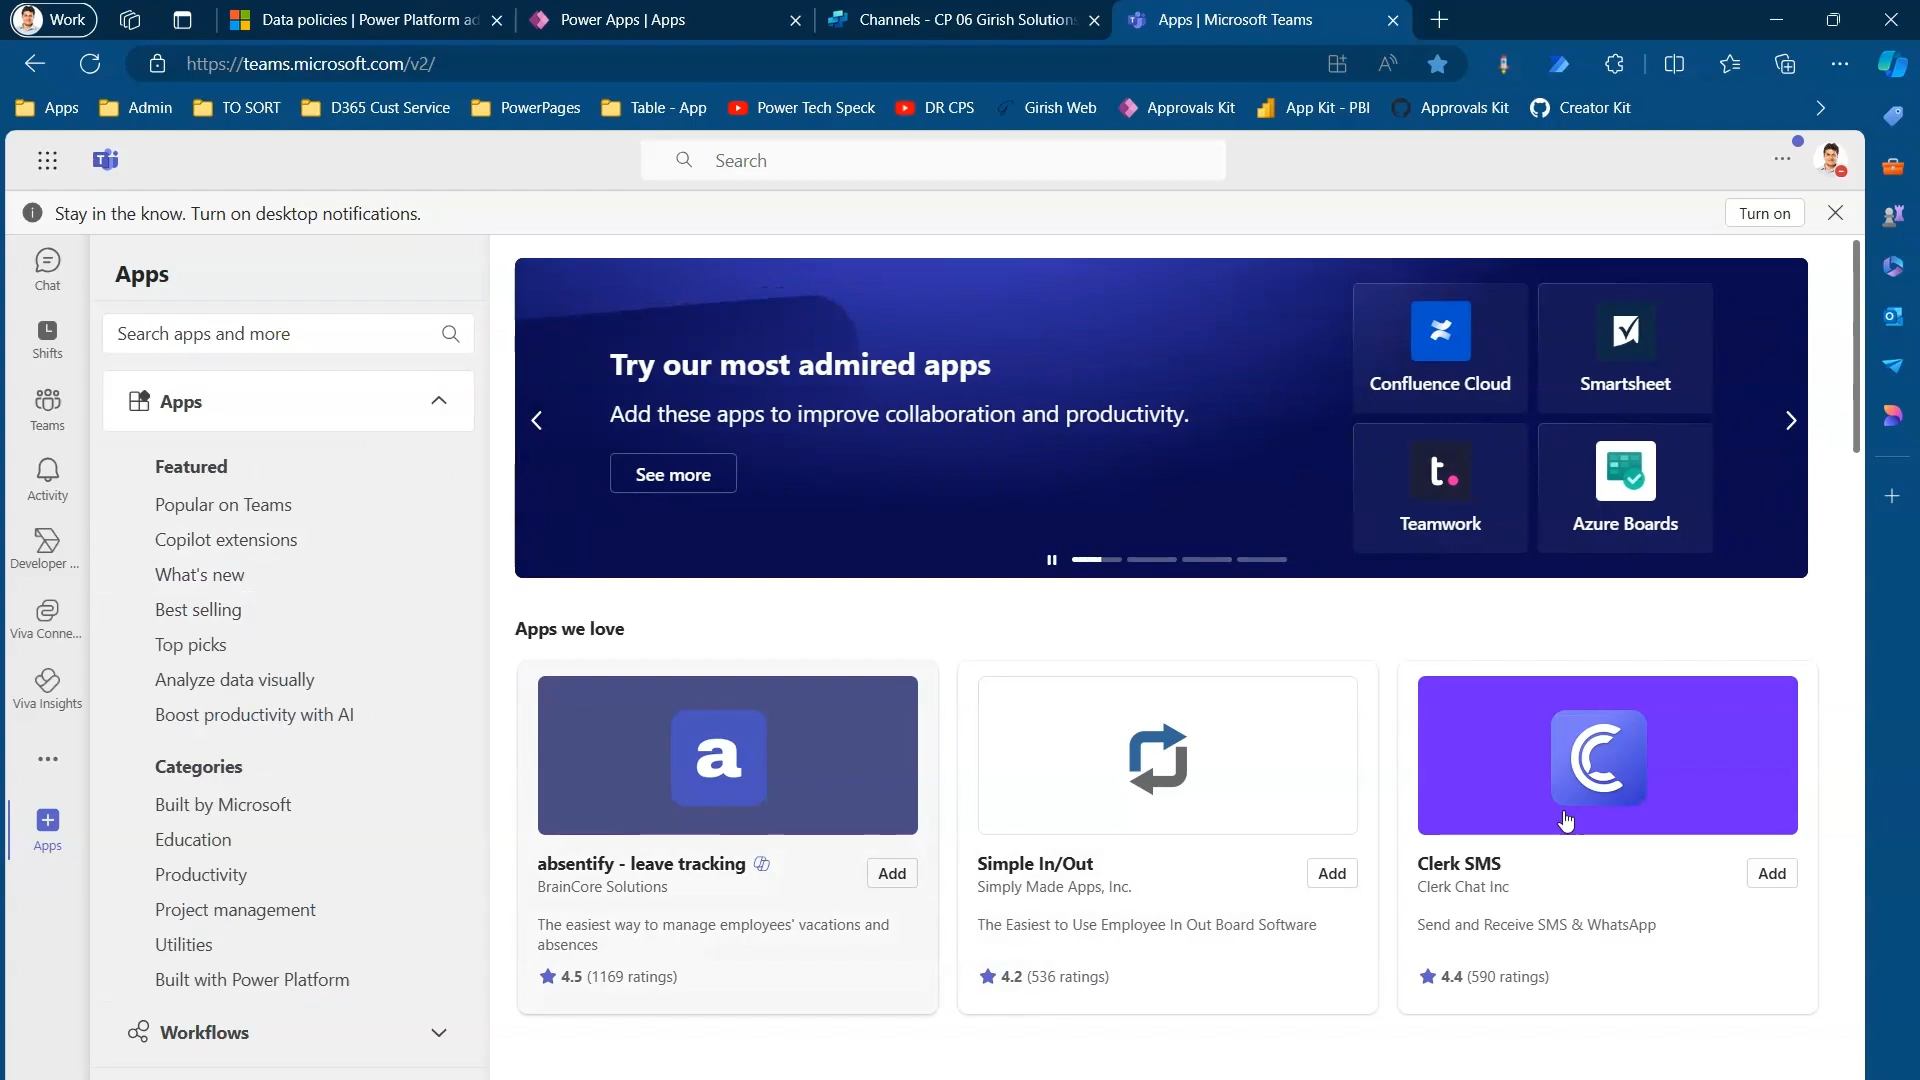 Work
Data policies | Power Platform ad
Power Apps | Apps
Channels - CP 06 Girish Solution
Apps | Microsoft Teams
https://teams.microsoft.com/v2/
Apps
Admin
TO SORT
D365 Cust Service
PowerPages
Table - App
Power Tech Speck
DR CPS
Girish Web
Approvals Kit
App Kit - PBI
Approvals Kit
Creator Kit
Search
Stay in the know. Turn on desktop notifications.
Turn on
Chat
Shifts
Teams
Activity
Developer ...
Viva Conne...
Viva Insights
Apps
Apps
Search apps and more
Apps
Featured
Popular on Teams
Copilot extensions
What's new
Best selling
Top picks
Analyze data visually
Boost productivity with AI
Categories
Built by Microsoft
Education
Productivity
Project management
Utilities
Built with Power Platform
Workflows
Try our most admired apps
Add these apps to improve collaboration and productivity.
See more
Confluence Cloud
Smartsheet
t.
Teamwork
Azure Boards
Apps we love
a
absentify - leave tracking
BrainCore Solutions
Add
The easiest way to manage employees' vacations and
absences
4.5 (1169 ratings)
Simple In/Out
Simply Made Apps, Inc.
Add
The Easiest to Use Employee In Out Board Software
4.2 (536 ratings)
Clerk SMS
Clerk Chat Inc
Add
Send and Receive SMS & WhatsApp
4.4 (590 ratings)